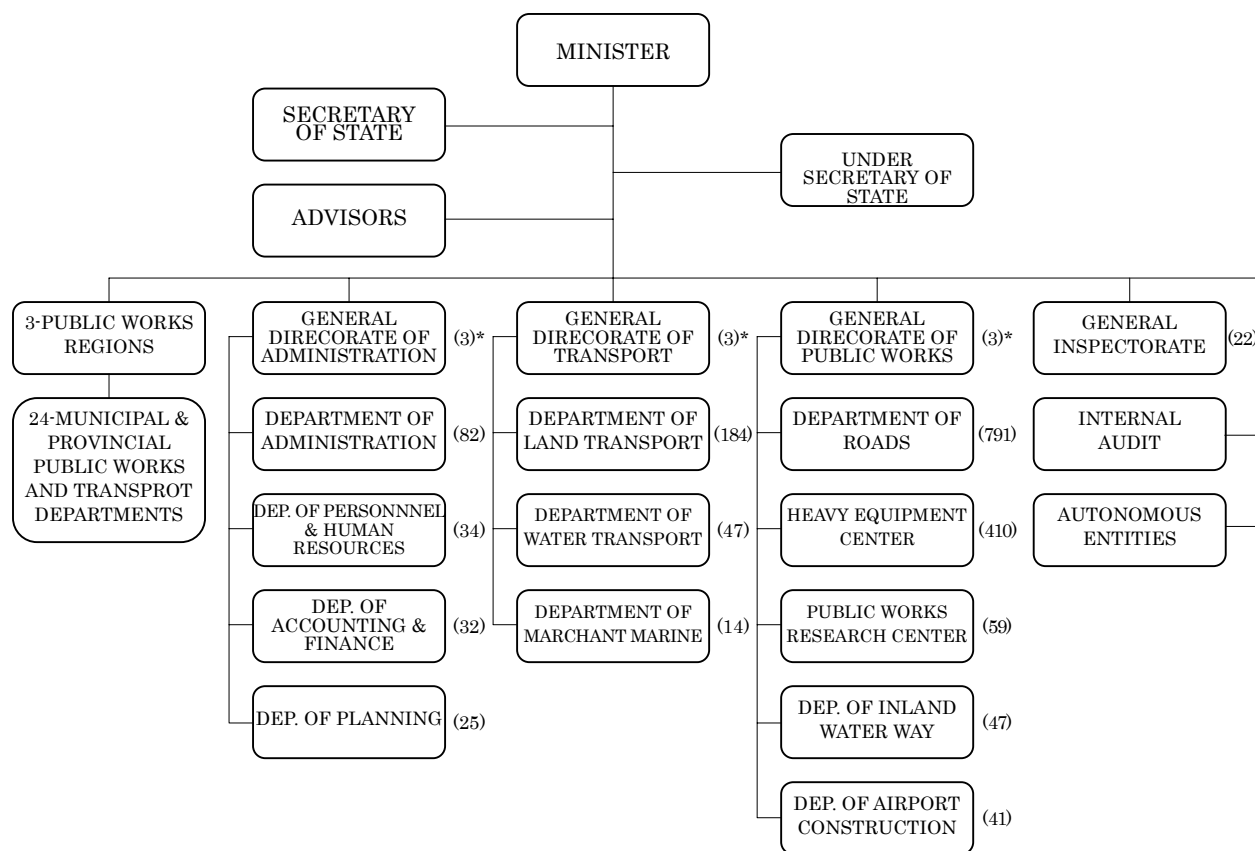 MINISTER
SECRETARY
OF STATE
UNDER
SECRETARY OF
STATE
ADVISORS
3-PUBLIC WORKS
REGIONS
24-MUNICIPAL &
PROVINCIAL
PUBLIC WORKS
AND TRANSPROT
DEPARTMENTS
GENERAL
DIRECORATE OF
ADMINISTRATION
(3)*
DEPARTMENT OF
ADMINISTRATION
(82)
DEP. OF PERSONNNEL
& HUMAN
RESOURCES
(34)
DEP. OF
ACCOUNTING &
FINANCE
(32)
DEP. OF PLANNING
(25)
GENERAL
DIRECORATE OF
TRANSPORT
(3)*
DEPARTMENT OF
LAND TRANSPORT
(184)
DEPARTMENT OF
WATER TRANSPORT
(47)
DEPARTMENT OF
MARCHANT MARINE
(14)
GENERAL
DIRECORATE OF
PUBLIC WORKS
(3)*
DEPARTMENT OF
ROADS
(791)
HEAVY EQUIPMENT
CENTER
(410)
PUBLIC WORKS
RESEARCH CENTER
(59)
DEP. OF INLAND
WATER WAY
(47)
DEP. OF AIRPORT
CONSTRUCTION
(41)
GENERAL
INSPECTORATE
(22)
INTERNAL
AUDIT
AUTONOMOUS
ENTITIES